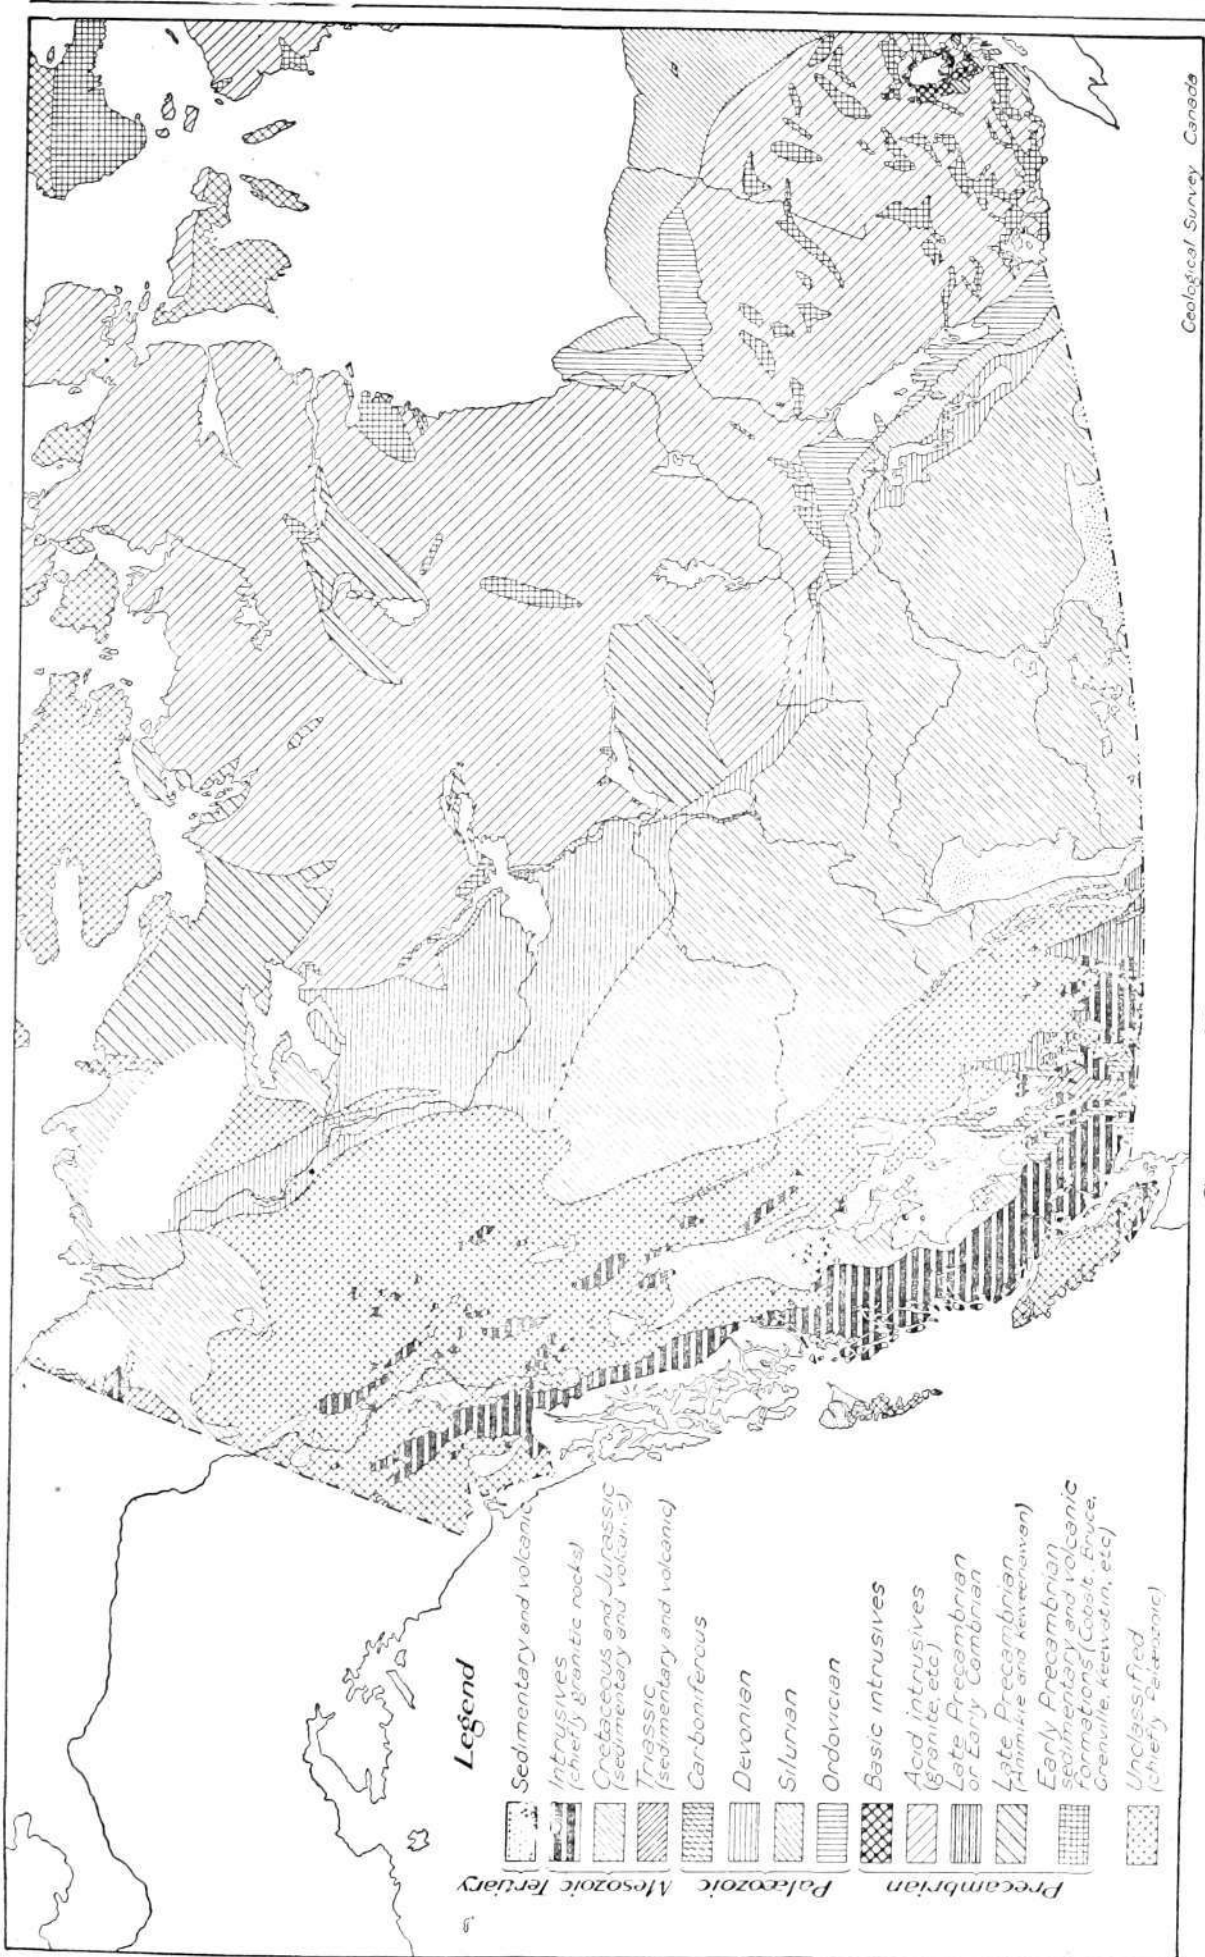 Legend
Tertiary
Sedimentary and volcanic
Mesozoic
Intrusives
(chiefly granitic rocks)
Cretaceous and Jurassic
(sedimentary and volcanic)
Triassic
(sedimentary and volcanic)
Palæozoic
Carboniferous
Devonian
Silurian
Ordovician
Precambrian
Basic intrusives
Acid intrusives
(granite, etc)
Late Precambrian
or Early Cambrian
Late Precambrian
(Animikie and Keweenawan)
Early Precambrian
sedimentary and volcanic
formations (Cobalt, Bruce,
Grenville, Keewatin, etc)
Unclassified
(chiefly Palæozoic)
Geological Survey Canada